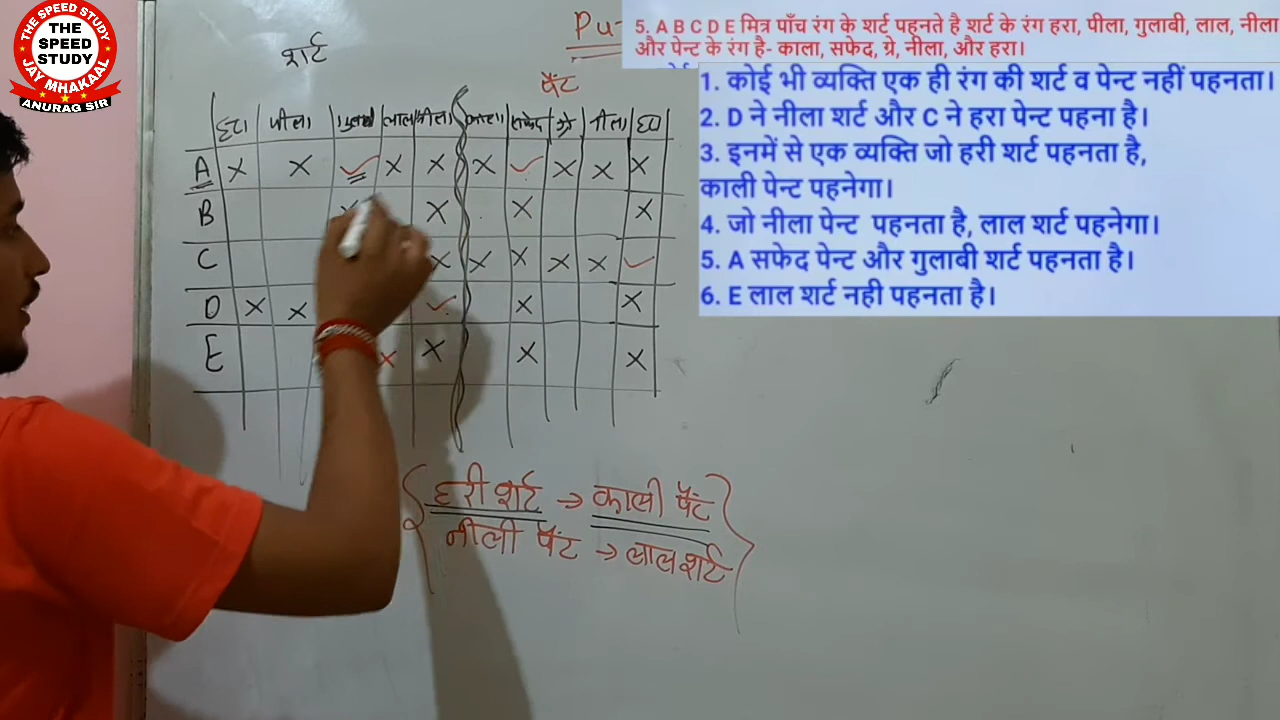 THE SPEED STUDY
THE
SPEED
STUDY
JAY MHAKAAL
ANURAG SIR
Pu-
5. A B C D E मित्र पाँच रंग के शर्ट पहनते है शर्ट के रंग हरा, पीला, गुलाबी, लाल, नीला
और पेन्ट के रंग है- काला, सफेद, ग्रे, नीला, और हरा।
1. कोई भी व्यक्ति एक ही रंग की शर्ट व पेन्ट नहीं पहनता।
2. D ने नीला शर्ट और C ने हरा पेन्ट पहना है।
3. इनमें से एक व्यक्ति जो हरी शर्ट पहनता है,
काली पेन्ट पहनेगा।
4. जो नीला पेन्ट पहनता है, लाल शर्ट पहनेगा।
5. A सफेद पेन्ट और गुलाबी शर्ट पहनता है।
6. E लाल शर्ट नही पहनता है।
शर्ट
पैंट
हरा पीला गुलाबी लाल नीला काला सफेद ग्रे नीला हरा
A X X ✓ X X X ✓ X X X
B X X X X
C X X X X X ✓
D X X ✓ X X
E X X X X
हरी शर्ट → काली पैंट
नीली पैंट → लाल शर्ट